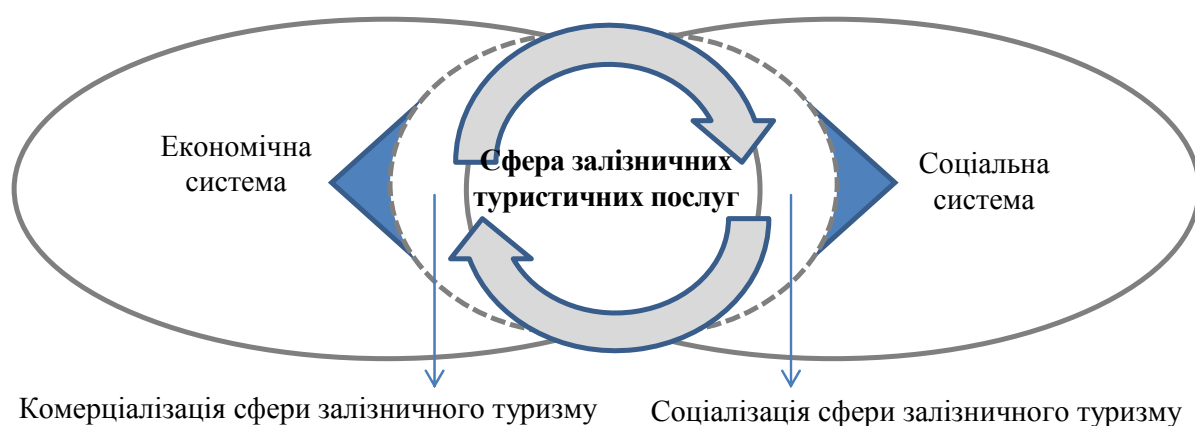 Економічна
система
Сфера залізничних
туристичних послуг
Соціальна
система
Комерціалізація сфери залізничного туризму
Соціалізація сфери залізничного туризму